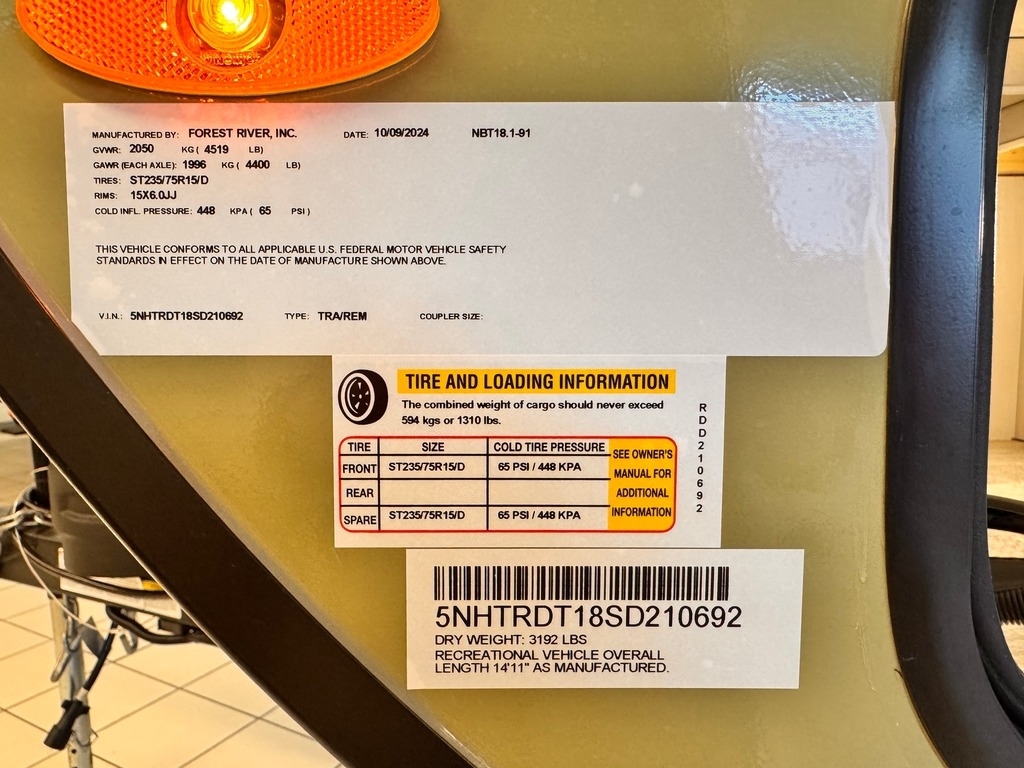 MANUFACTURED BY: FOREST RIVER, INC. DATE: 10/09/2024 NBT18.1-91
GVWR: 2050 KG ( 4519 LB)
GAWR (EACH AXLE): 1996 KG ( 4400 LB)
TIRES: ST235/75R15/D
RIMS: 15X6.0JJ
COLD INFL. PRESSURE: 448 KPA ( 65 PSI )
THIS VEHICLE CONFORMS TO ALL APPLICABLE U.S. FEDERAL MOTOR VEHICLE SAFETY
STANDARDS IN EFFECT ON THE DATE OF MANUFACTURE SHOWN ABOVE.
V.I.N.: 5NHTRDT18SD210692 TYPE: TRA/REM COUPLER SIZE:
TIRE AND LOADING INFORMATION
The combined weight of cargo should never exceed
594 kgs or 1310 lbs.
TIRE SIZE COLD TIRE PRESSURE
FRONT ST235/75R15/D 65 PSI / 448 KPA
REAR
SPARE ST235/75R15/D 65 PSI / 448 KPA
SEE OWNER'S
MANUAL FOR
ADDITIONAL
INFORMATION
RDD210692
5NHTRDT18SD210692
DRY WEIGHT: 3192 LBS
RECREATIONAL VEHICLE OVERALL
LENGTH 14'11" AS MANUFACTURED.